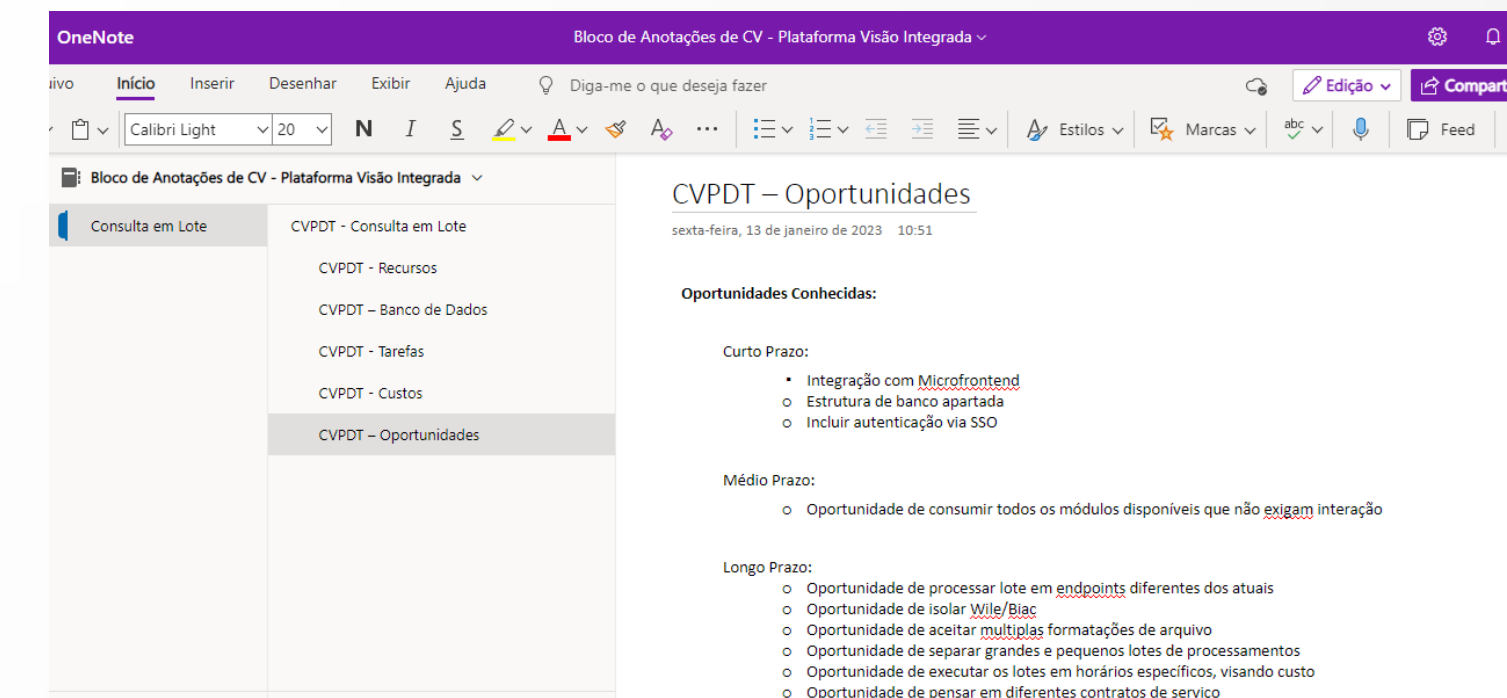 OneNote
Bloco de Anotações de CV - Plataforma Visão Integrada
Início Inserir Desenhar Exibir Ajuda Diga-me o que deseja fazer Edição
Calibri Light 20 N I S A Estilos Marcas abc Feed
Bloco de Anotações de CV - Plataforma Visão Integrada
Consulta em Lote
CVPDT - Consulta em Lote
CVPDT - Recursos
CVPDT – Banco de Dados
CVPDT - Tarefas
CVPDT - Custos
CVPDT – Oportunidades
CVPDT – Oportunidades
sexta-feira, 13 de janeiro de 2023 10:51
Oportunidades Conhecidas:
Curto Prazo:
▪ Integração com Microfrontend
o Estrutura de banco apartada
o Incluir autenticação via SSO
Médio Prazo:
o Oportunidade de consumir todos os módulos disponíveis que não exigam interação
Longo Prazo:
o Oportunidade de processar lote em endpoints diferentes dos atuais
o Oportunidade de isolar Wile/Biac
o Oportunidade de aceitar multiplas formatações de arquivo
o Oportunidade de separar grandes e pequenos lotes de processamentos
o Oportunidade de executar os lotes em horários específicos, visando custo
o Oportunidade de pensar em diferentes contratos de serviço